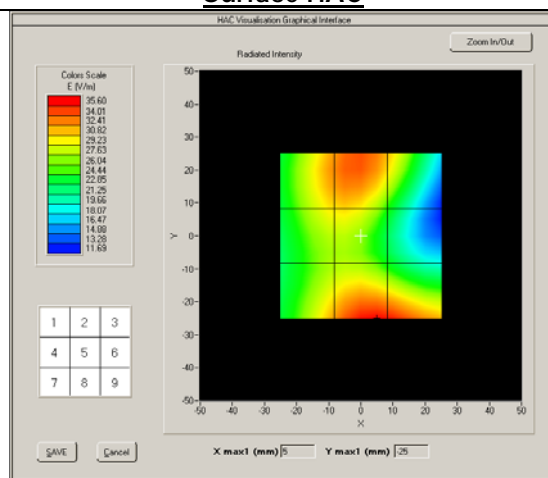 Surface HAC
HAC Visualisation Graphical Interface
Zoom In/Out
Radiated Intensity
Colors Scale
E (V/m)
35.60
34.01
32.41
30.82
29.23
27.63
26.04
24.44
22.85
21.25
19.66
18.07
16.47
14.88
13.28
11.69
50
40
30
20
10
0
-10
-20
-30
-40
-50
Y
-50 -40 -30 -20 -10 0 10 20 30 40 50
X
1 2 3
4 5 6
7 8 9
SAVE Cancel
X max1 (mm) 5 Y max1 (mm) -25